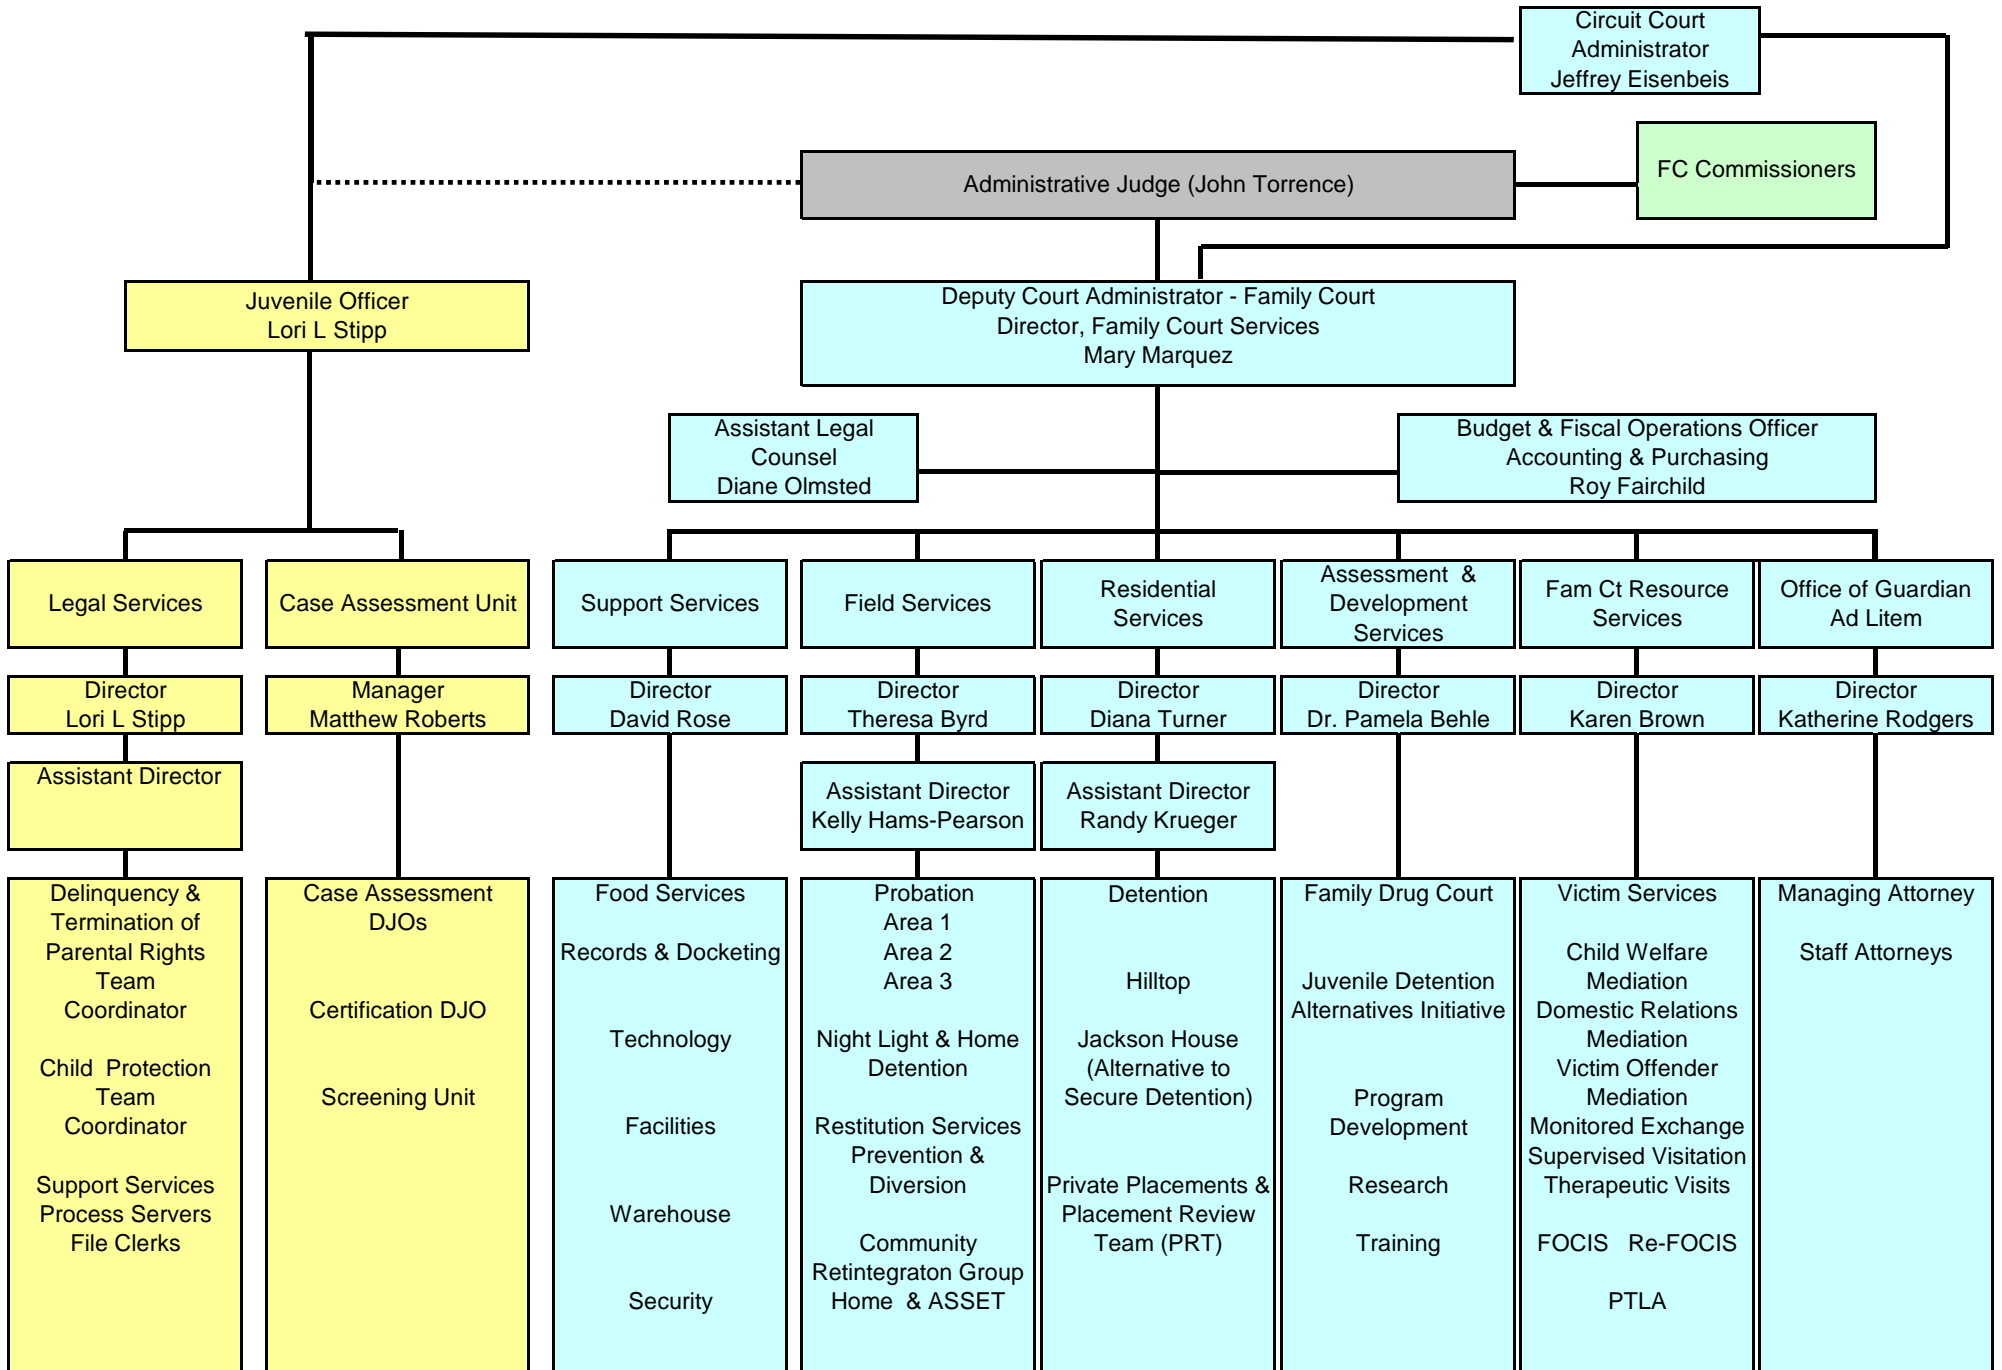 Circuit Court
Administrator
Jeffrey Eisenbeis
FC Commissioners
Administrative Judge (John Torrence)
Juvenile Officer
Lori L Stipp
Deputy Court Administrator - Family Court
Director, Family Court Services
Mary Marquez
Assistant Legal
Counsel
Diane Olmsted
Budget & Fiscal Operations Officer
Accounting & Purchasing
Roy Fairchild
Legal Services
Case Assessment Unit
Support Services
Field Services
Residential
Services
Assessment & 
Development
Services
Fam Ct Resource
Services
Office of Guardian
Ad Litem
Director
Lori L Stipp
Manager
Matthew Roberts
Director
David Rose
Director
Theresa Byrd
Director
Diana Turner
Director
Dr. Pamela Behle
Director
Karen Brown
Director
Katherine Rodgers
Assistant Director
Assistant Director
Kelly Hams-Pearson
Assistant Director
Randy Krueger
Delinquency &
Termination of
Parental Rights
Team
Coordinator
Child Protection
Team
Coordinator
Support Services
Process Servers
File Clerks
Case Assessment
DJOs
Certification DJO
Screening Unit
Food Services
Records & Docketing
Technology
Facilities
Warehouse
Security
Probation
Area 1
Area 2
Area 3
Night Light & Home
Detention
Restitution Services
Prevention &
Diversion
Community
Retintegraton Group
Home & ASSET
Detention
Hilltop
Jackson House
(Alternative to
Secure Detention)
Private Placements &
Placement Review
Team (PRT)
Family Drug Court
Juvenile Detention
Alternatives Initiative
Program
Development
Research
Training
Victim Services
Child Welfare
Mediation
Domestic Relations
Mediation
Victim Offender
Mediation
Monitored Exchange
Supervised Visitation
Therapeutic Visits
FOCIS Re-FOCIS
PTLA
Managing Attorney
Staff Attorneys